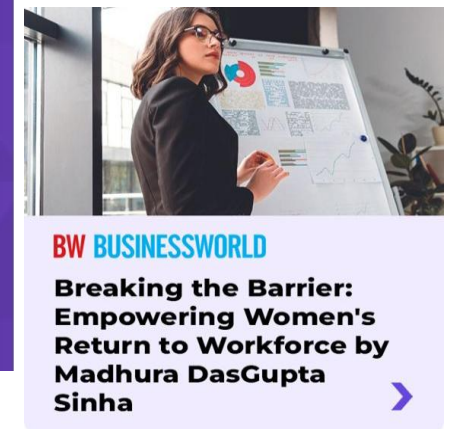 BW BUSINESSWORLD
Breaking the Barrier:
Empowering Women's
Return to Workforce by
Madhura DasGupta
Sinha